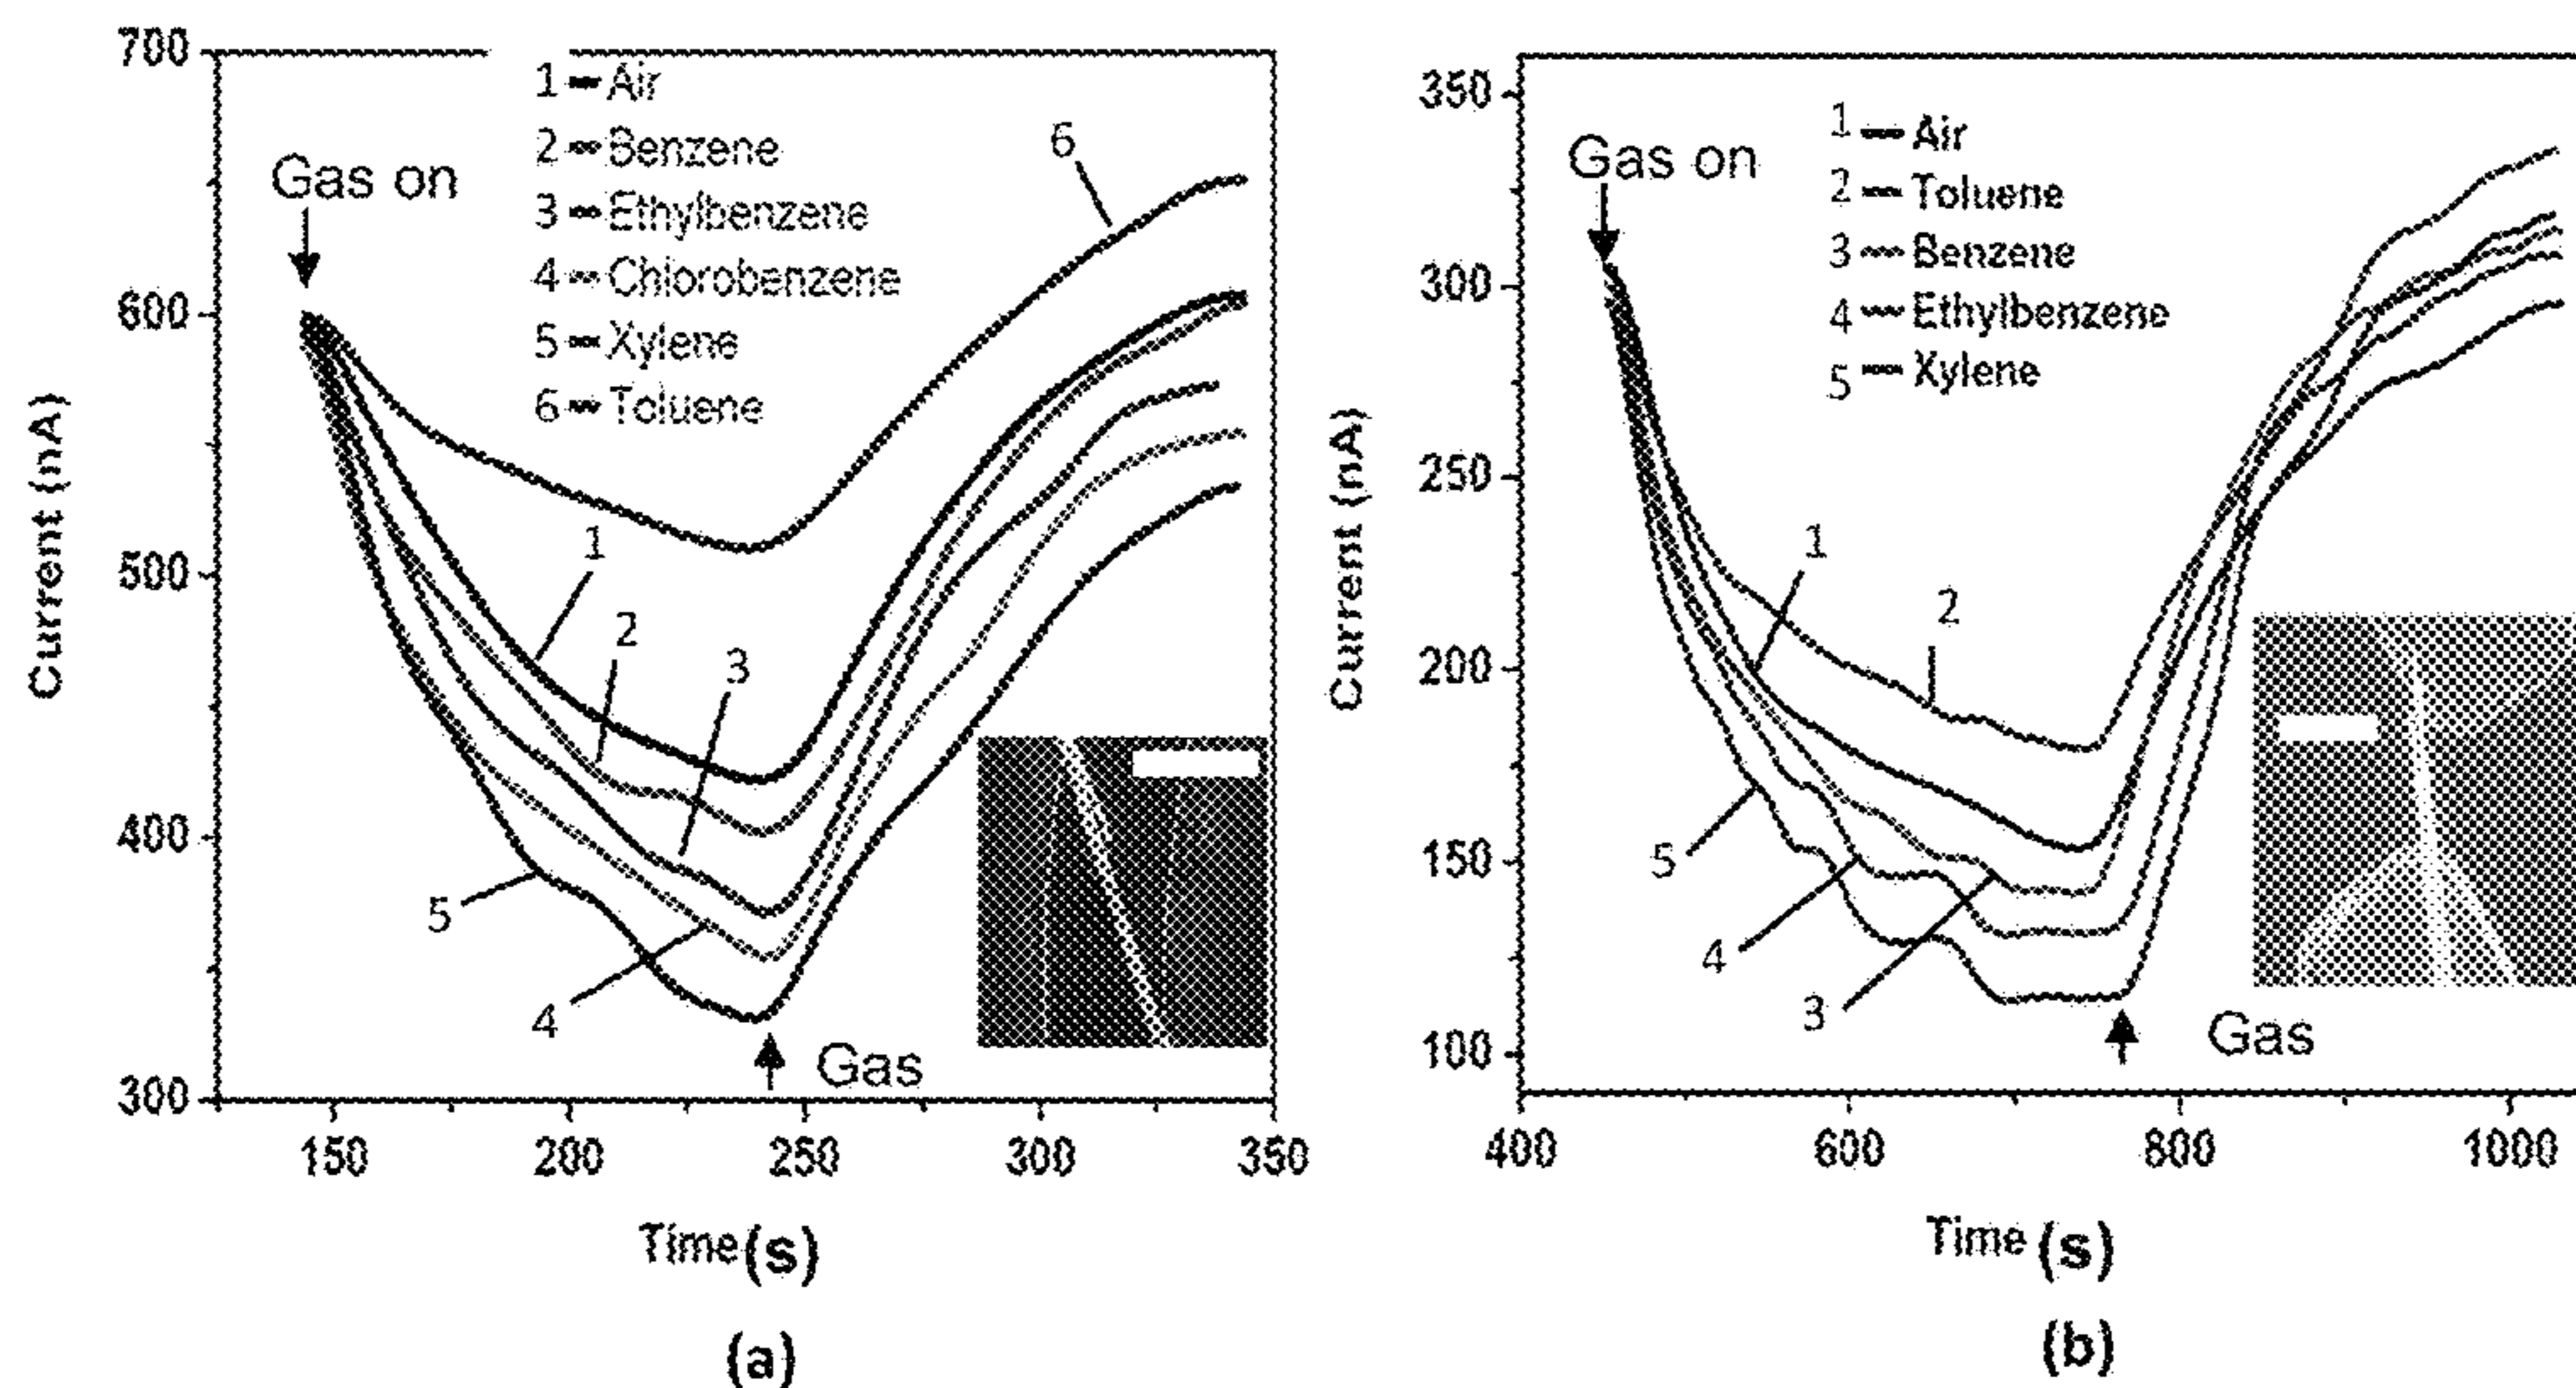 700
600
500
400
300
Current (nA)
Gas on
1 Air
2 Benzene
3 Ethylbenzene
4 Chlorobenzene
5 Xylene
6 Toluene
6
1
2
3
5
4
Gas
150 200 250 300 350
Time (s)
(a)
350
300
250
200
150
100
Current (nA)
Gas on
1 Air
2 Toluene
3 Benzene
4 Ethylbenzene
5 Xylene
1
2
5
4
3
Gas
400 600 800 1000
Time (s)
(b)